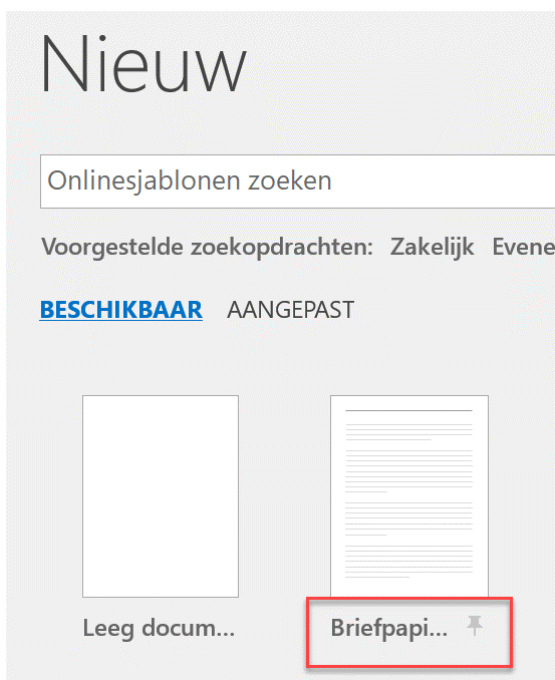 Nieuw
Onlinesjablonen zoeken
Voorgestelde zoekopdrachten: Zakelijk Evene
BESCHIKBAAR AANGEPAST
Leeg docum... Briefpapi...